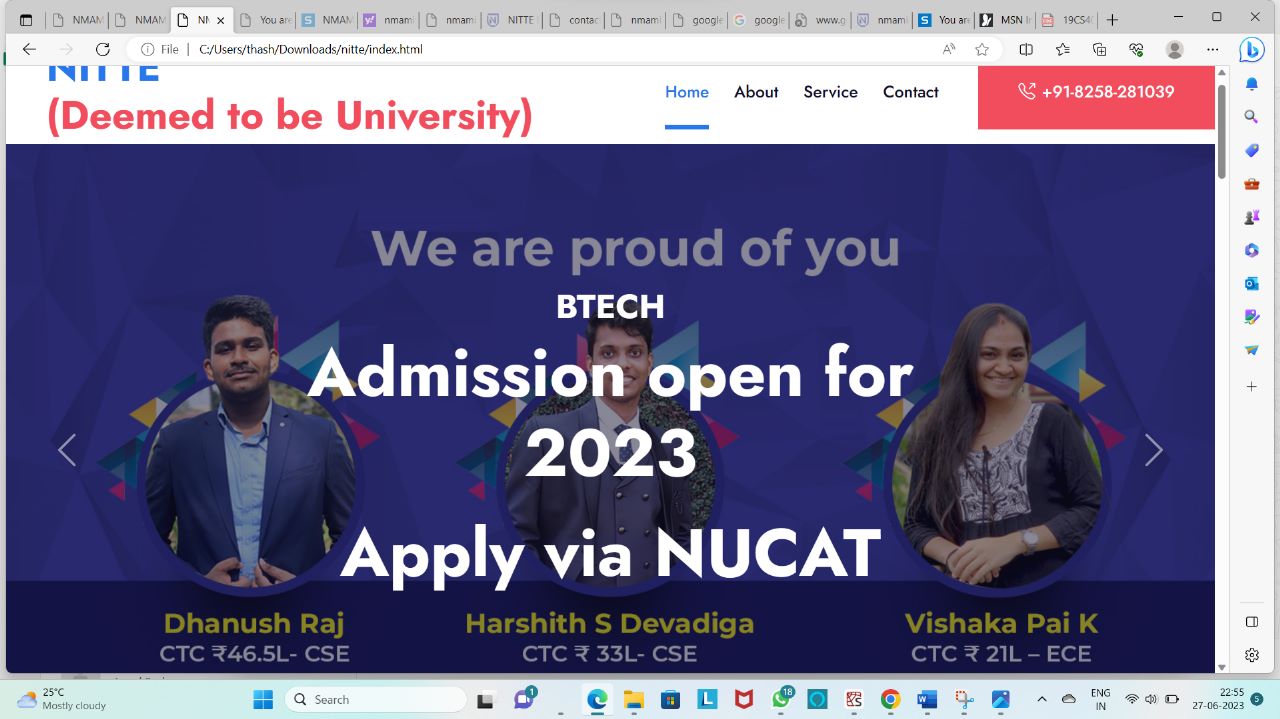 NMAM
NMAM
NM
You are
NMAM
nmam
nmam
NITTE
contac
nmam
google
google
www.g
nmam
You are
MSN In
19CS4
File
C:/Users/thash/Downloads/nitte/index.html
NITTE
(Deemed to be University)
Home
About
Service
Contact
+91-8258-281039
We are proud of you
BTECH
Admission open for
2023
Apply via NUCAT
Dhanush Raj
CTC ₹46.5L- CSE
Harshith S Devadiga
CTC ₹ 33L- CSE
Vishaka Pai K
CTC ₹ 21L – ECE
25°C
Mostly cloudy
Search
1
18
ENG
IN
22:55
27-06-2023
5